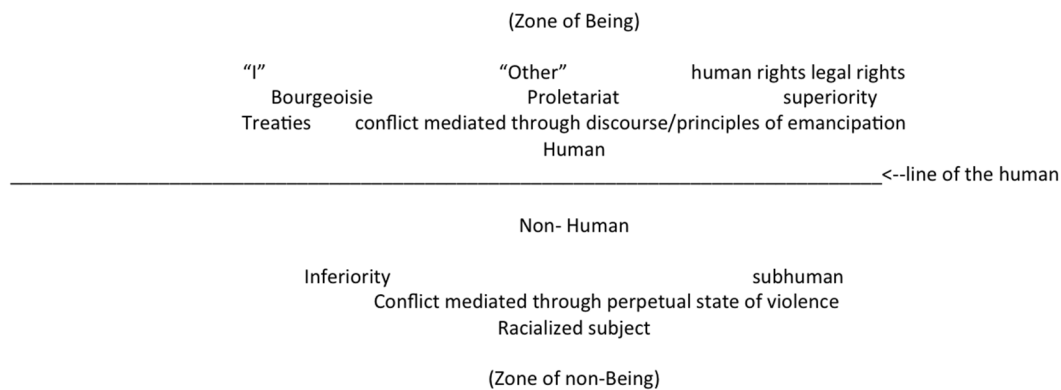 (Zone of Being)
“I” “Other” human rights legal rights
Bourgeoisie Proletariat superiority
Treaties conflict mediated through discourse/principles of emancipation
Human
<--line of the human
Non- Human
Inferiority subhuman
Conflict mediated through perpetual state of violence
Racialized subject
(Zone of non-Being)